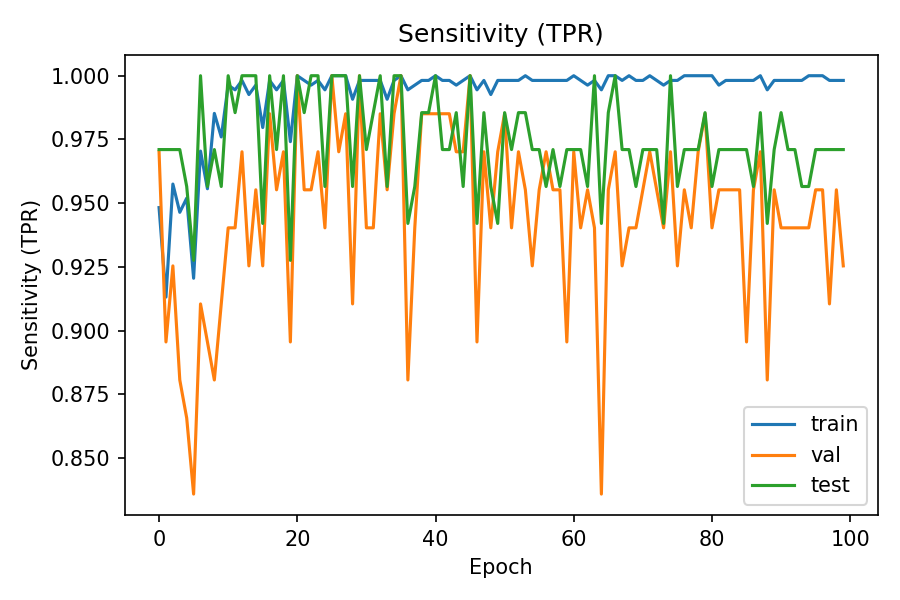 Sensitivity (TPR)
Sensitivity (TPR)
1.000
0.975
0.950
0.925
0.900
0.875
0.850
train
val
test
0 20 40 60 80 100
Epoch